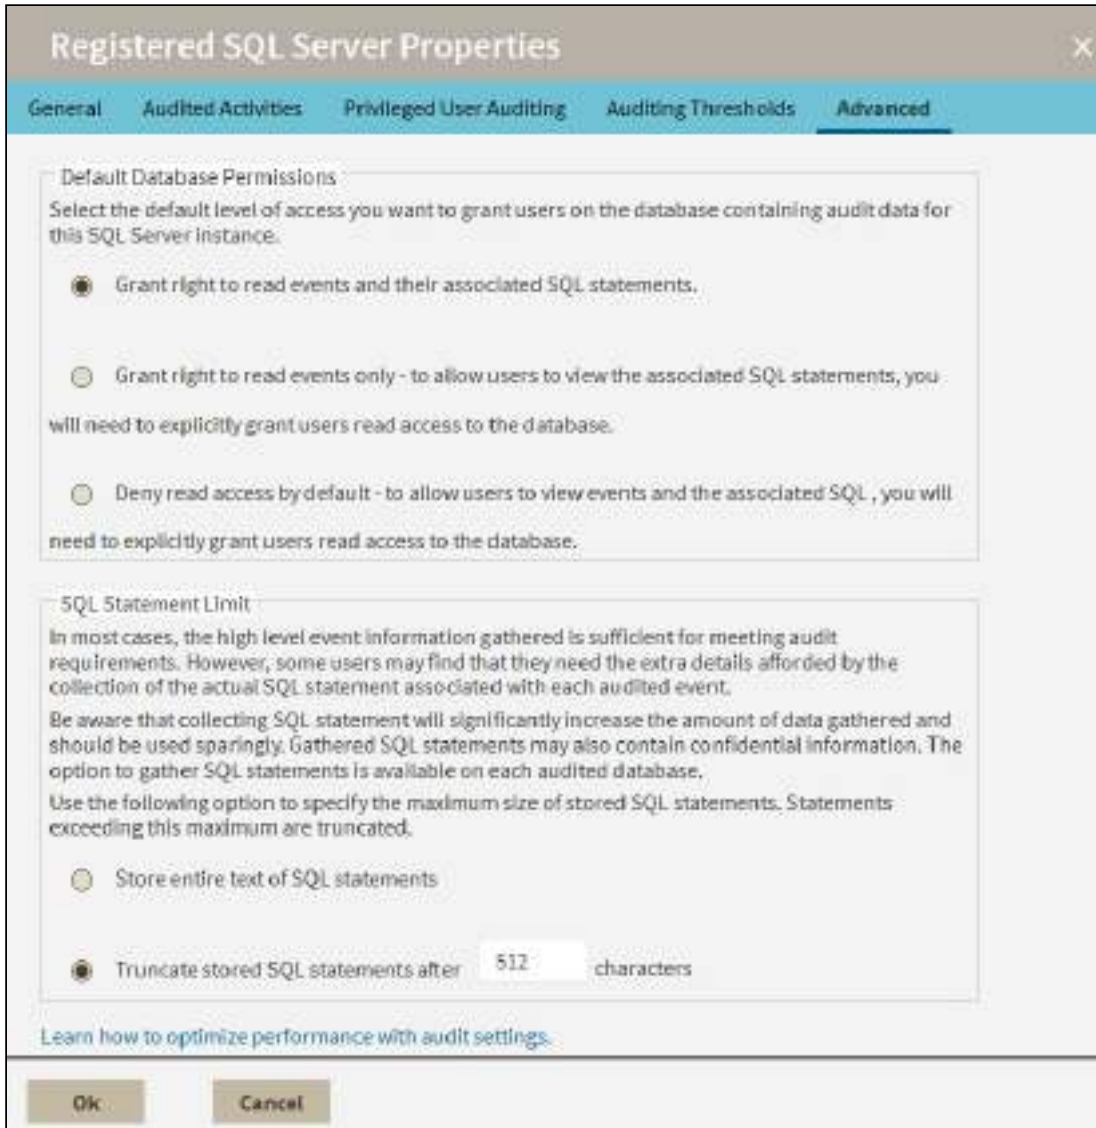 Registered SQL Server Properties
×
General Audited Activities Privileged User Auditing Auditing Thresholds Advanced
Default Database Permissions
Select the default level of access you want to grant users on the database containing audit data for
this SQL Server instance.
Grant right to read events and their associated SQL statements.
Grant right to read events only - to allow users to view the associated SQL statements, you
will need to explicitly grant users read access to the database.
Deny read access by default - to allow users to view events and the associated SQL , you will
need to explicitly grant users read access to the database.
SQL Statement Limit
In most cases, the high level event information gathered is sufficient for meeting audit
requirements. However, some users may find that they need the extra details afforded by the
collection of the actual SQL statement associated with each audited event.
Be aware that collecting SQL statement will significantly increase the amount of data gathered and
should be used sparingly. Gathered SQL statements may also contain confidential information. The
option to gather SQL statements is available on each audited database.
Use the following option to specify the maximum size of stored SQL statements. Statements
exceeding this maximum are truncated.
Store entire text of SQL statements
Truncate stored SQL statements after 512 characters
Learn how to optimize performance with audit settings.
Ok Cancel